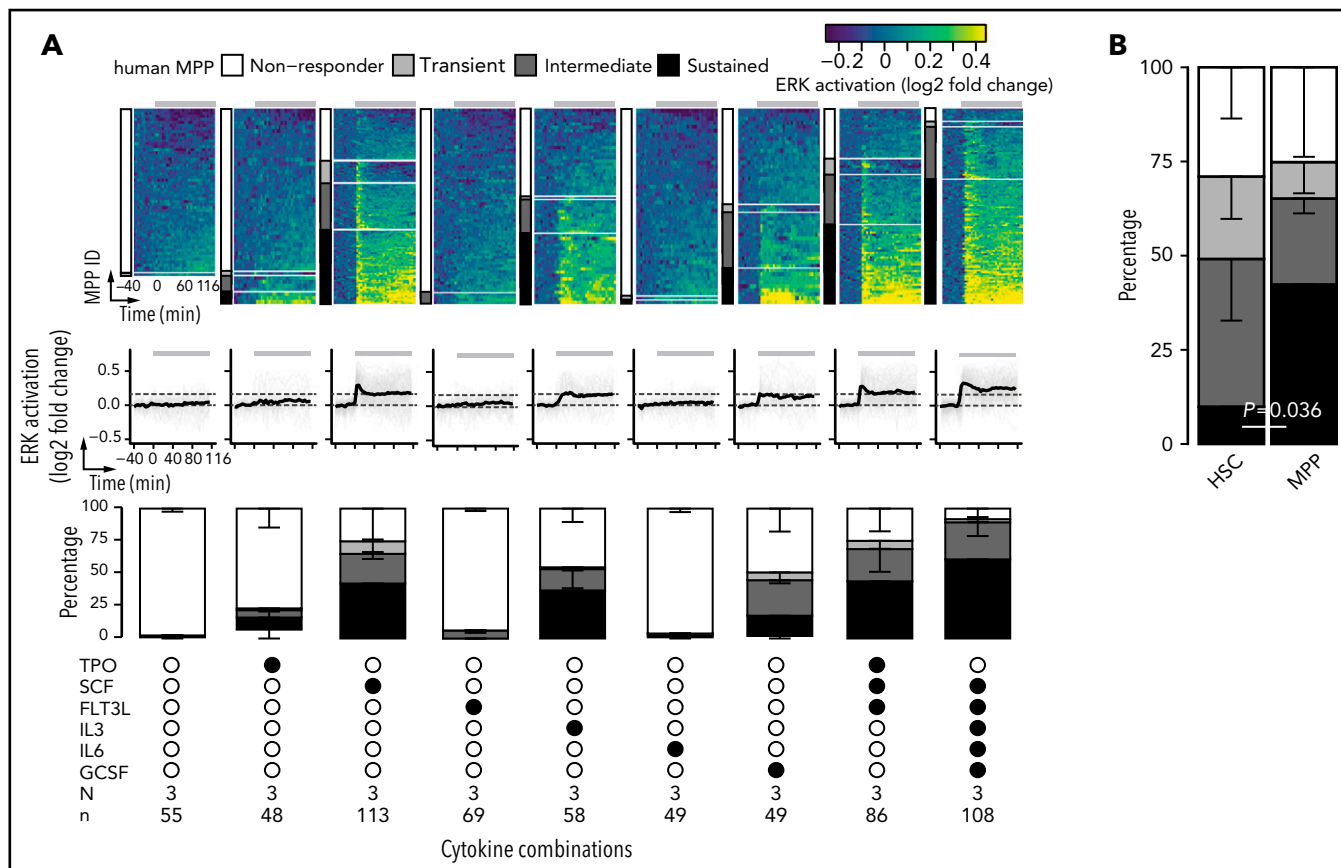 A
B
human MPP Non−responder Transient Intermediate Sustained
−0.2 0 0.2 0.4
ERK activation (log2 fold change)
MPP ID
−40 0 60 116
Time (min)
ERK activation
(log2 fold change)
0.5
0.0
−0.5
−40 0 40 80 116
Time (min)
Percentage
100
75
50
25
0
TPO
SCF
FLT3L
IL3
IL6
GCSF
N 3 3 3 3 3 3 3 3 3
n 55 48 113 69 58 49 49 86 108
Cytokine combinations
Percentage
100
75
50
25
0
P=0.036
HSC MPP